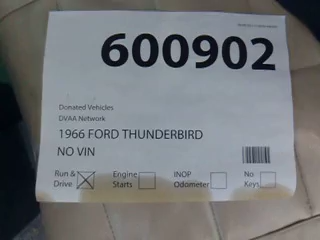 600902
Donated Vehicles
DVAA Network
1966 FORD THUNDERBIRD
NO VIN
Run & Drive Engine Starts INOP Odometer No Keys